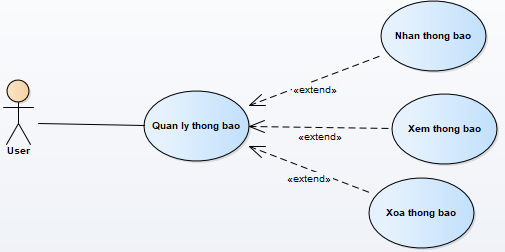 Nhan thong bao
«extend»
User
Quan ly thong bao
Xem thong bao
«extend»
«extend»
Xoa thong bao